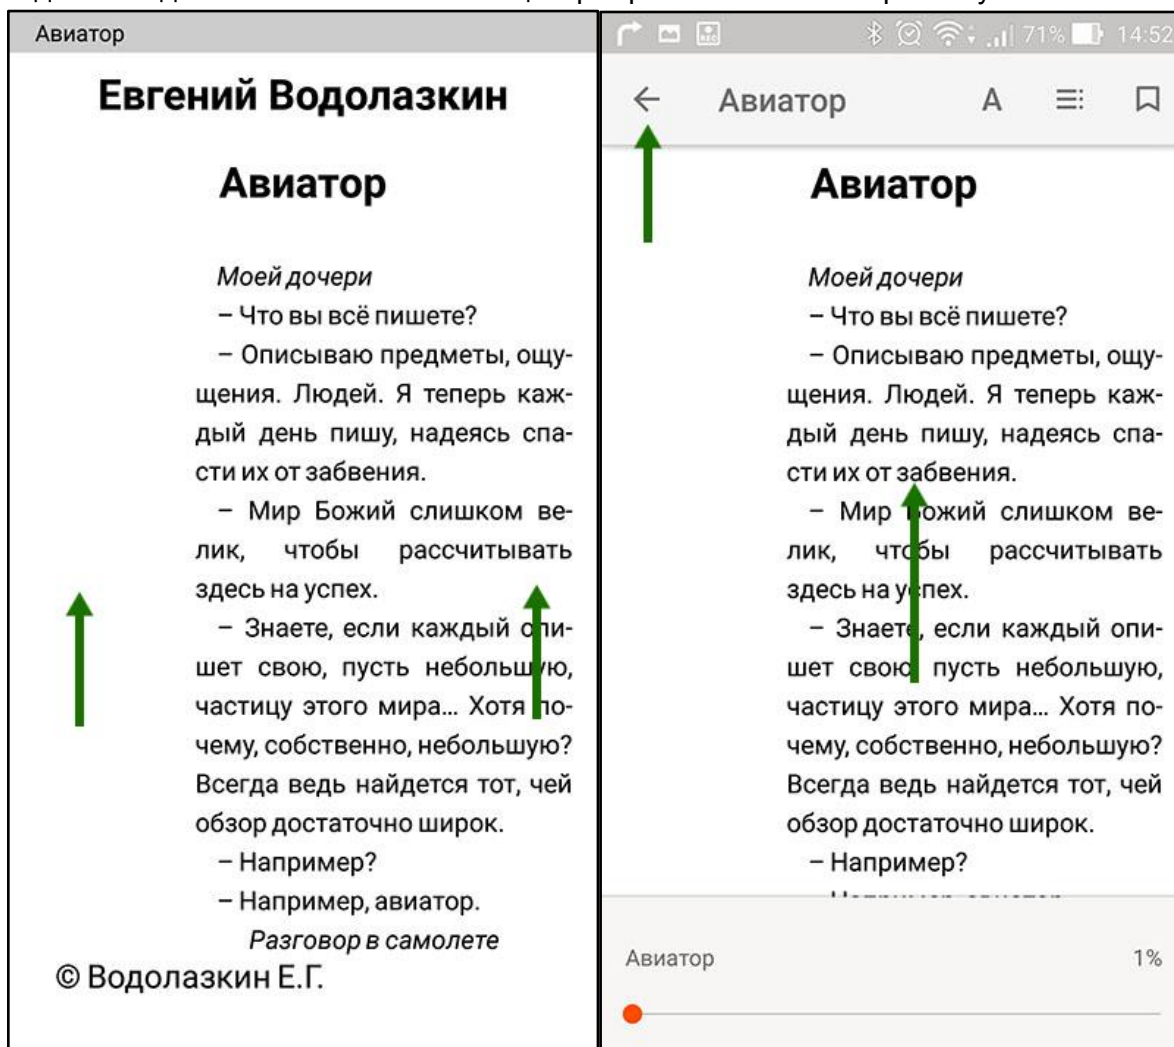 Авиатор
Евгений Водолазкин
Авиатор
Моей дочери
– Что вы всё пишете?
– Описываю предметы, ощу-
щения. Людей. Я теперь каж-
дый день пишу, надеясь спа-
сти их от забвения.
– Мир Божий слишком ве-
лик, чтобы рассчитывать
здесь на успех.
– Знаете, если каждый опи-
шет свою, пусть небольшую,
частицу этого мира... Хотя по-
чему, собственно, небольшую?
Всегда ведь найдется тот, чей
обзор достаточно широк.
– Например?
– Например, авиатор.
Разговор в самолете
© Водолазкин Е.Г.
REC 71% 14:52
Авиатор A
Авиатор
Моей дочери
– Что вы всё пишете?
– Описываю предметы, ощу-
щения. Людей. Я теперь каж-
дый день пишу, надеясь спа-
сти их от забвения.
– Мир Божий слишком ве-
лик, чтобы рассчитывать
здесь на успех.
– Знаете, если каждый опи-
шет свою, пусть небольшую,
частицу этого мира... Хотя по-
чему, собственно, небольшую?
Всегда ведь найдется тот, чей
обзор достаточно широк.
– Например?
Авиатор 1%